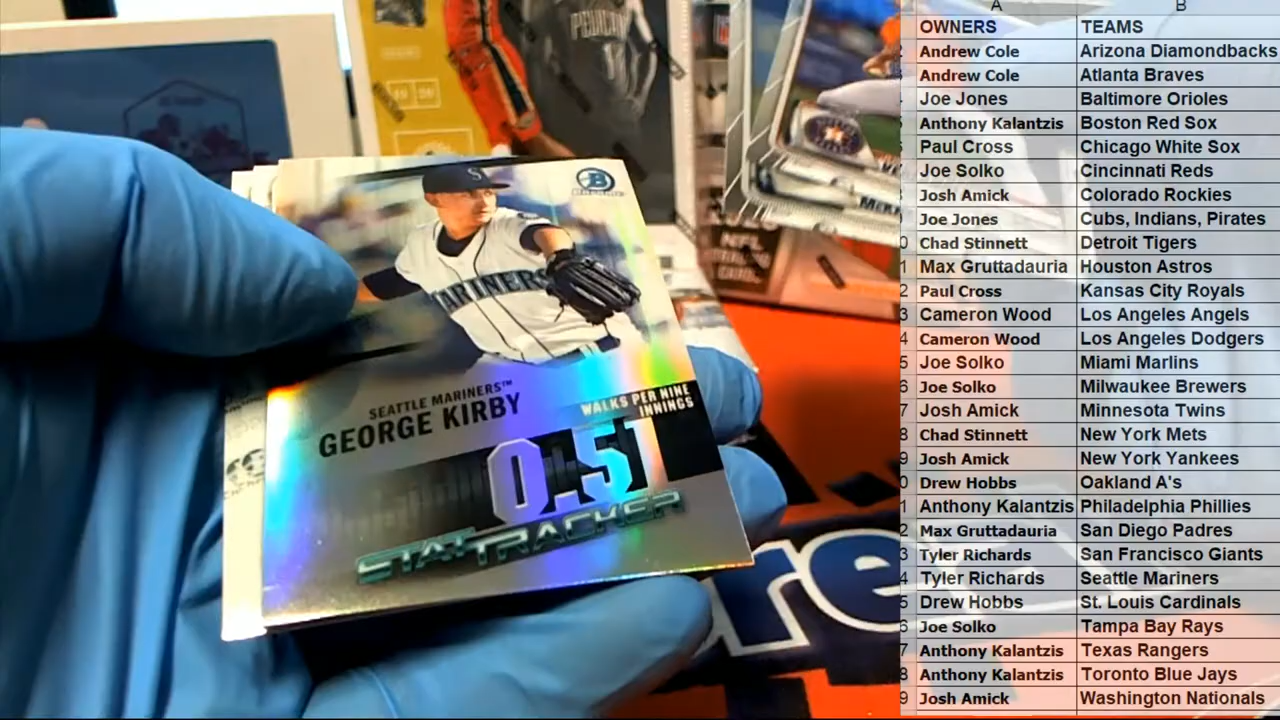 A B
OWNERS TEAMS
Andrew Cole Arizona Diamondbacks
Andrew Cole Atlanta Braves
Joe Jones Baltimore Orioles
Anthony Kalantzis Boston Red Sox
Paul Cross Chicago White Sox
Joe Solko Cincinnati Reds
Josh Amick Colorado Rockies
Joe Jones Cubs, Indians, Pirates
Chad Stinnett Detroit Tigers
Max Gruttadauria Houston Astros
Paul Cross Kansas City Royals
Cameron Wood Los Angeles Angels
Cameron Wood Los Angeles Dodgers
Joe Solko Miami Marlins
Joe Solko Milwaukee Brewers
Josh Amick Minnesota Twins
Chad Stinnett New York Mets
Josh Amick New York Yankees
Drew Hobbs Oakland A's
Anthony Kalantzis Philadelphia Phillies
Max Gruttadauria San Diego Padres
Tyler Richards San Francisco Giants
Tyler Richards Seattle Mariners
Drew Hobbs St. Louis Cardinals
Joe Solko Tampa Bay Rays
Anthony Kalantzis Texas Rangers
Anthony Kalantzis Toronto Blue Jays
Josh Amick Washington Nationals
PELICANS
S
B
MARINERS
SEATTLE MARINERS™
GEORGE KIRBY
WALKS PER NINE
INNINGS
0.51
STAT TRACKER
re